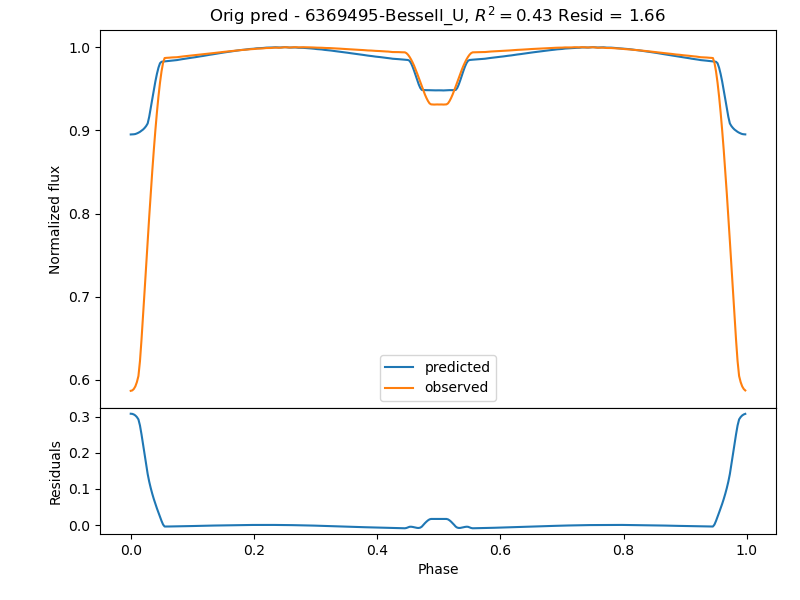 Orig pred - 6369495-Bessell_U, R² = 0.43 Resid = 1.66
Normalized flux
1.0
0.9
0.8
0.7
0.6
predicted
observed
Residuals
0.3
0.2
0.1
0.0
0.0 0.2 0.4 0.6 0.8 1.0
Phase